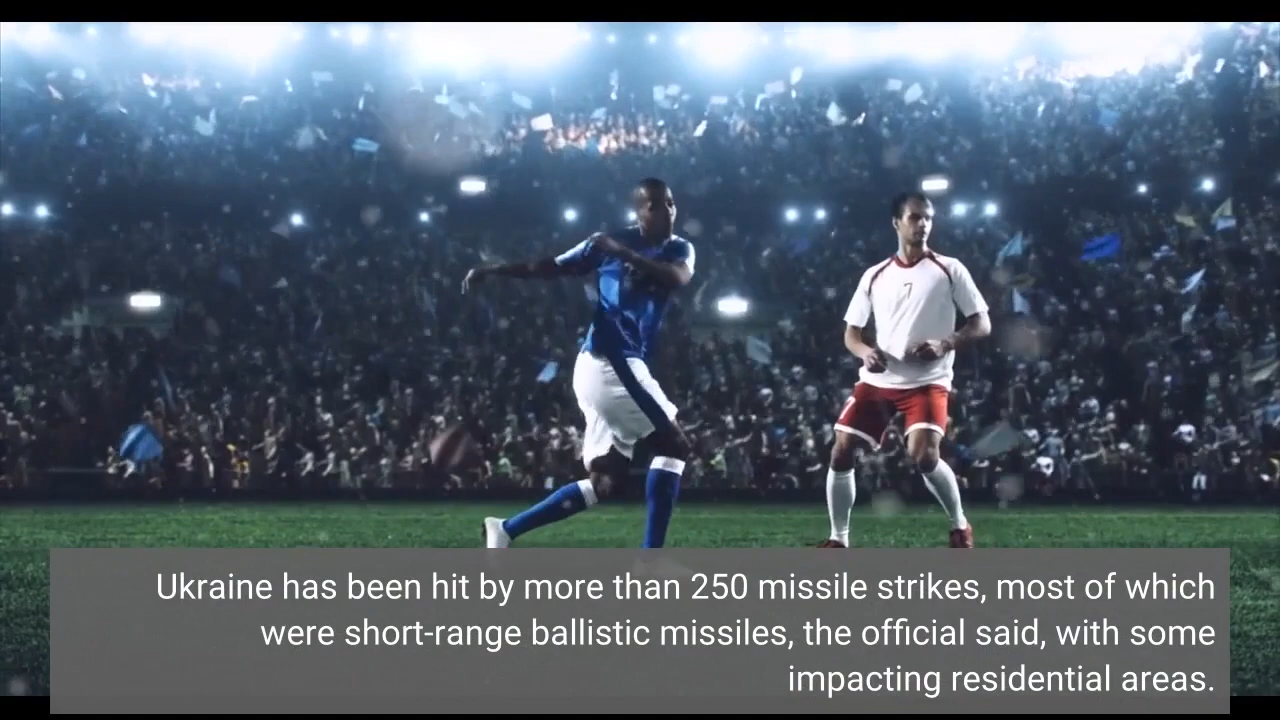 7
Ukraine has been hit by more than 250 missile strikes, most of which
were short-range ballistic missiles, the official said, with some
impacting residential areas.